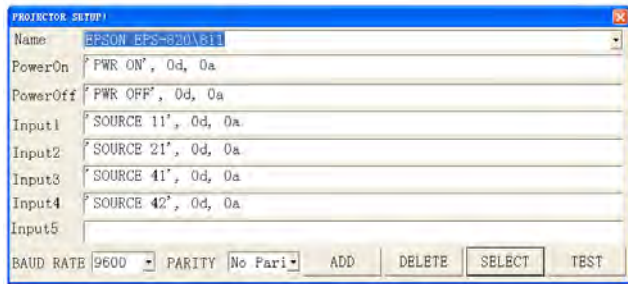 PROJECTOR SETUP!
Name EPSON EPS-820\811
PowerOn 'PWR ON', 0d, 0a
PowerOff 'PWR OFF', 0d, 0a
Input1 'SOURCE 11', 0d, 0a
Input2 'SOURCE 21', 0d, 0a
Input3 'SOURCE 41', 0d, 0a
Input4 'SOURCE 42', 0d, 0a
Input5
BAUD RATE 9600 PARITY No Pari ADD DELETE SELECT TEST